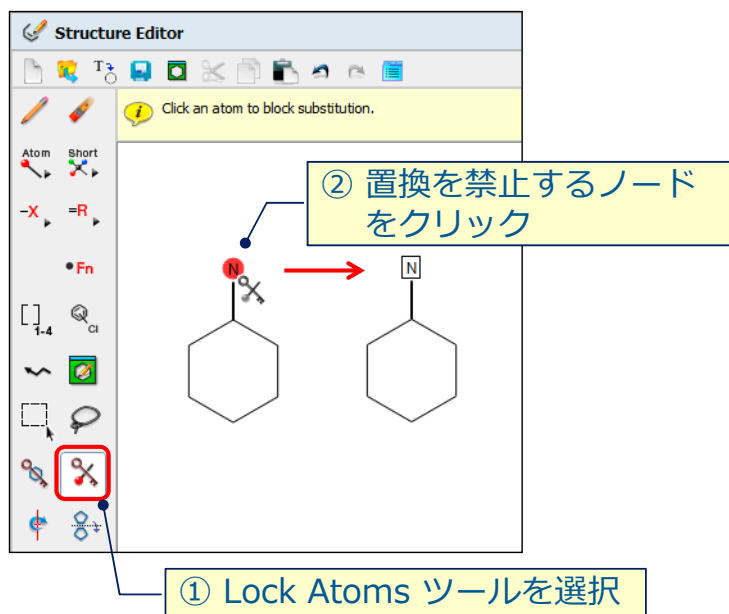 Structure Editor
T
Click an atom to block substitution.
Atom
Short
-X
=R
② 置換を禁止するノード
をクリック
Fn
N
N
[ ]1-4
Cl
① Lock Atoms ツールを選択